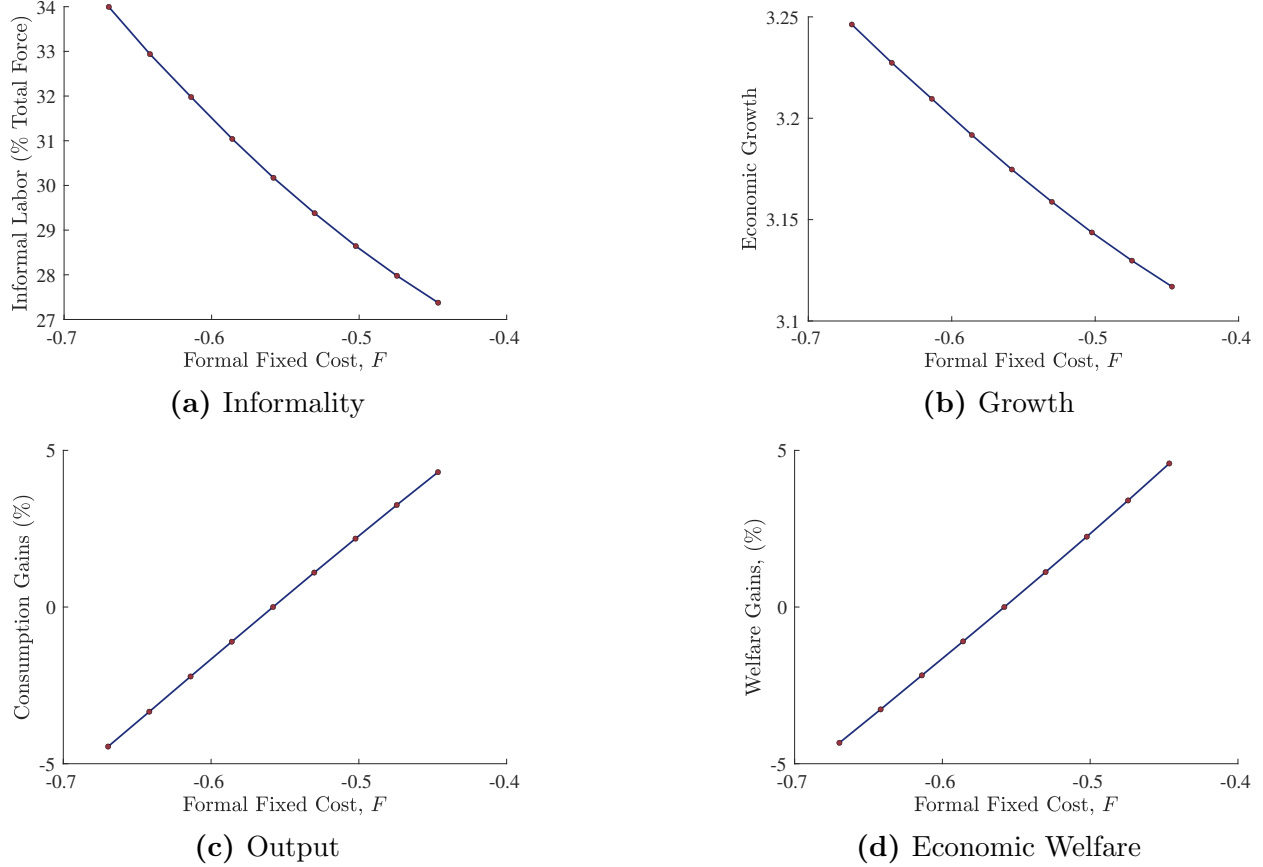 Informal Labor (% Total Force)
34
33
32
31
30
29
28
27
-0.7 -0.6 -0.5 -0.4
Formal Fixed Cost, F
(a) Informality
Economic Growth
3.25
3.2
3.15
3.1
-0.7 -0.6 -0.5 -0.4
Formal Fixed Cost, F
(b) Growth
Consumption Gains (%)
5
0
-5
-0.7 -0.6 -0.5 -0.4
Formal Fixed Cost, F
(c) Output
Welfare Gains, (%)
5
0
-5
-0.7 -0.6 -0.5 -0.4
Formal Fixed Cost, F
(d) Economic Welfare